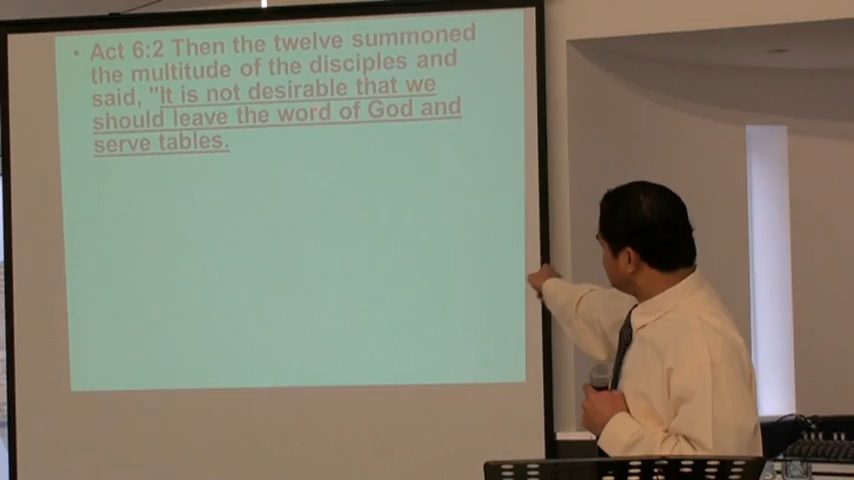 • Act 6:2 Then the twelve summoned
the multitude of the disciples and
said, "It is not desirable that we
should leave the word of God and
serve tables.